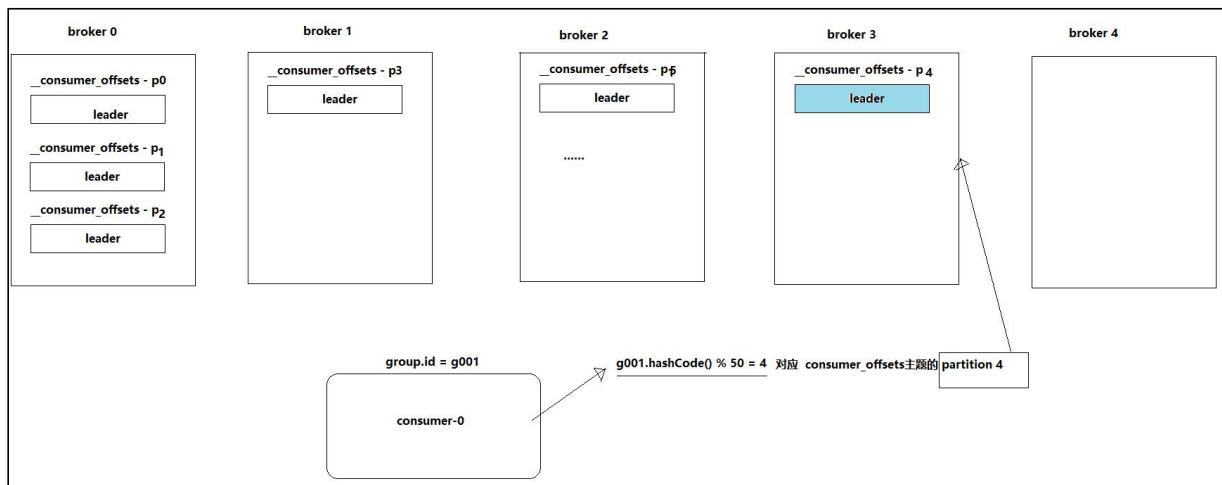 broker 0
broker 1
broker 2
broker 3
broker 4
__consumer_offsets - p0
leader
__consumer_offsets - p1
leader
__consumer_offsets - p2
leader
__consumer_offsets - p3
leader
__consumer_offsets - p5
leader
......
__consumer_offsets - p 4
leader
group.id = g001
consumer-0
g001.hashCode() % 50 = 4 对应 consumer_offsets主题的 partition 4